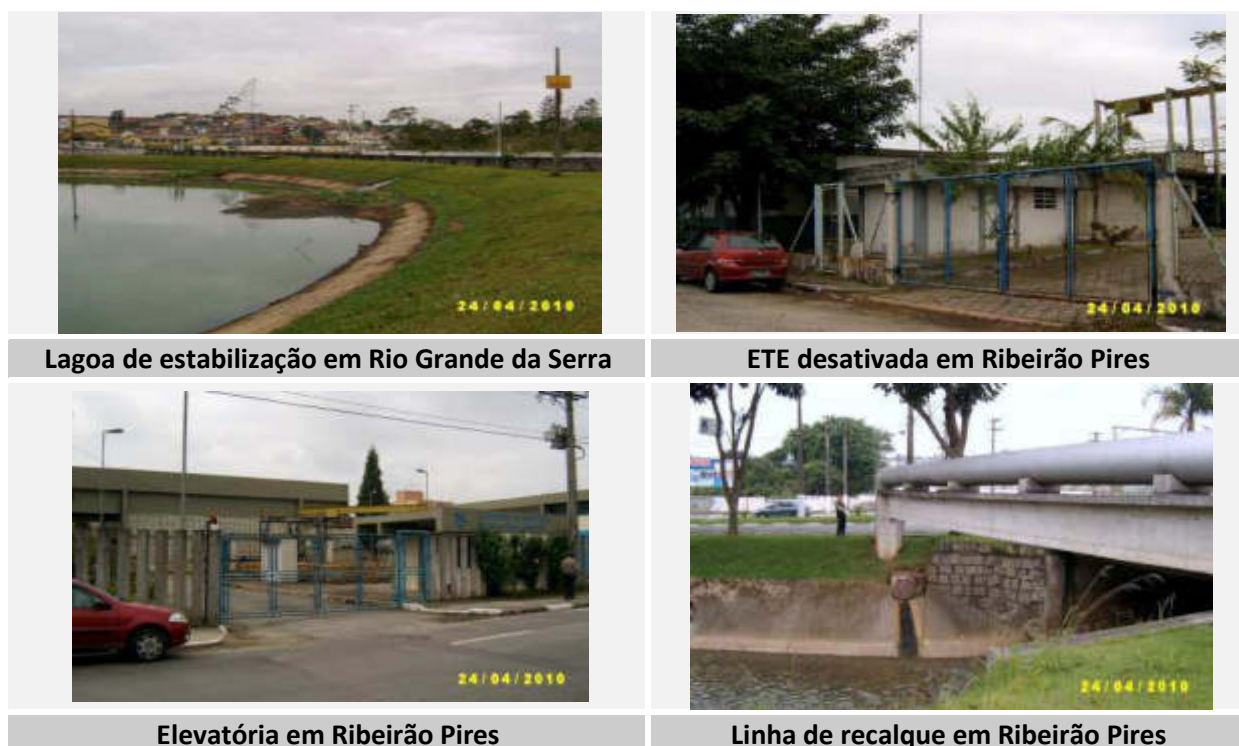 24/04/2010
24/04/2010
Lagoa de estabilização em Rio Grande da Serra
ETE desativada em Ribeirão Pires
24/04/2010
24/04/2010
Elevatória em Ribeirão Pires
Linha de recalque em Ribeirão Pires